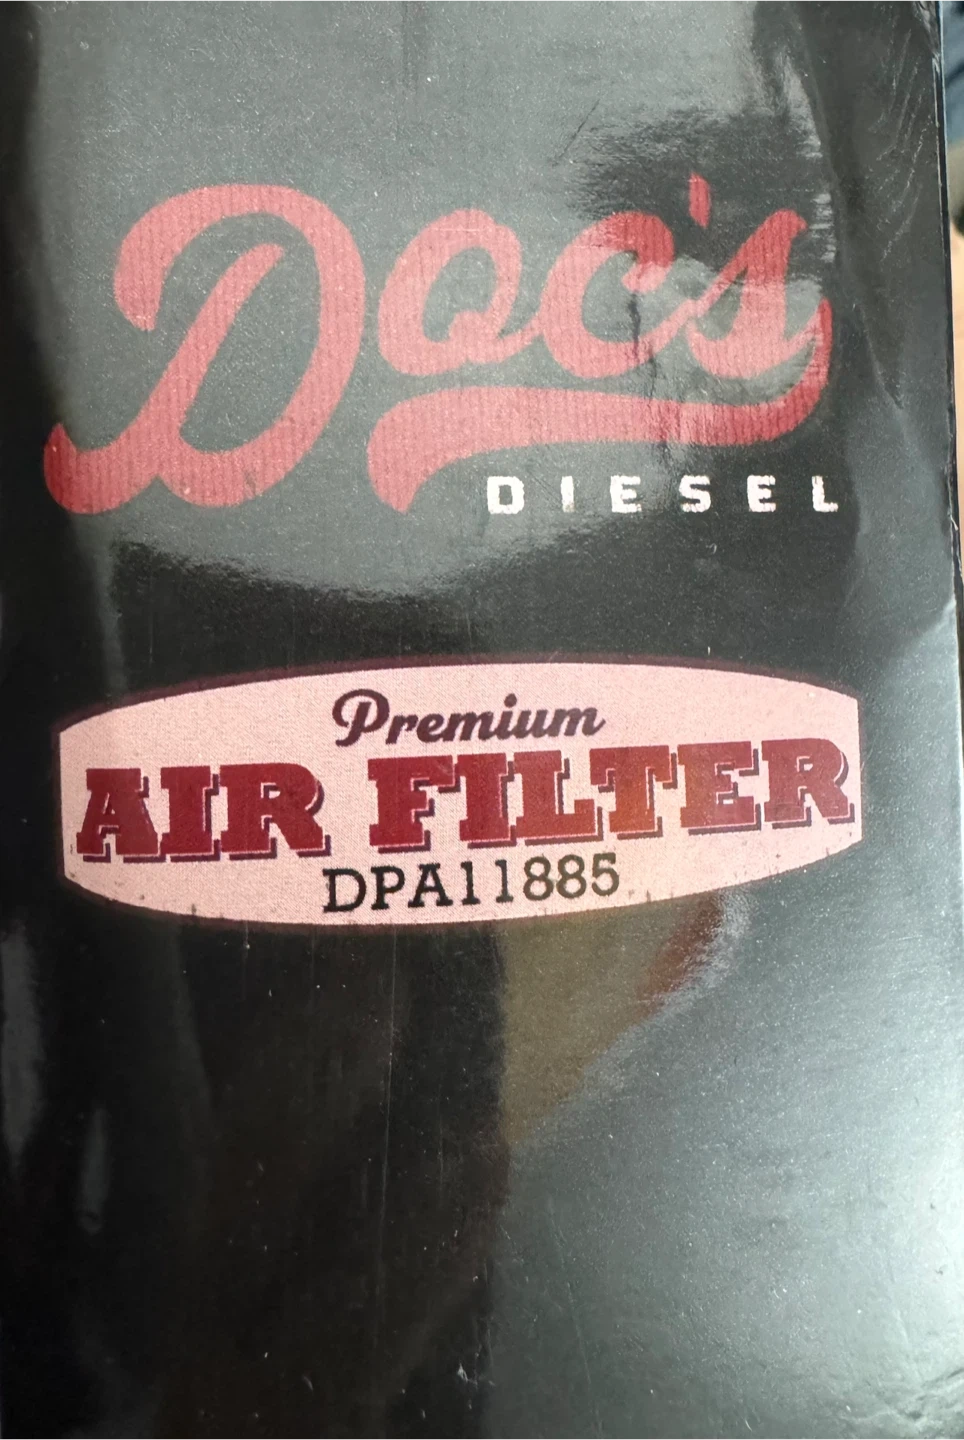 Doc's
DIESEL
Premium
AIR FILTER
DPA11885